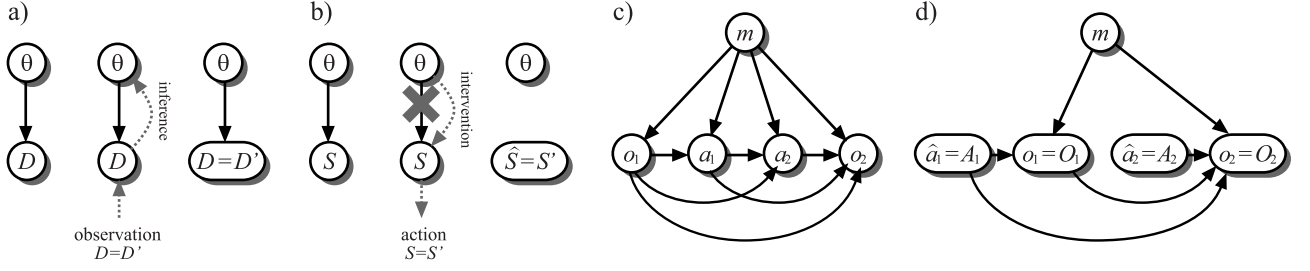 a)
θ
θ
θ
inference
D
D
D=D'
observation
D=D'
b)
θ
θ
θ
intervention
S
S
Ŝ=S'
action
S=S'
c)
m
o₁
a₁
a₂
o₂
d)
m
â₁=A₁
o₁=O₁
â₂=A₂
o₂=O₂